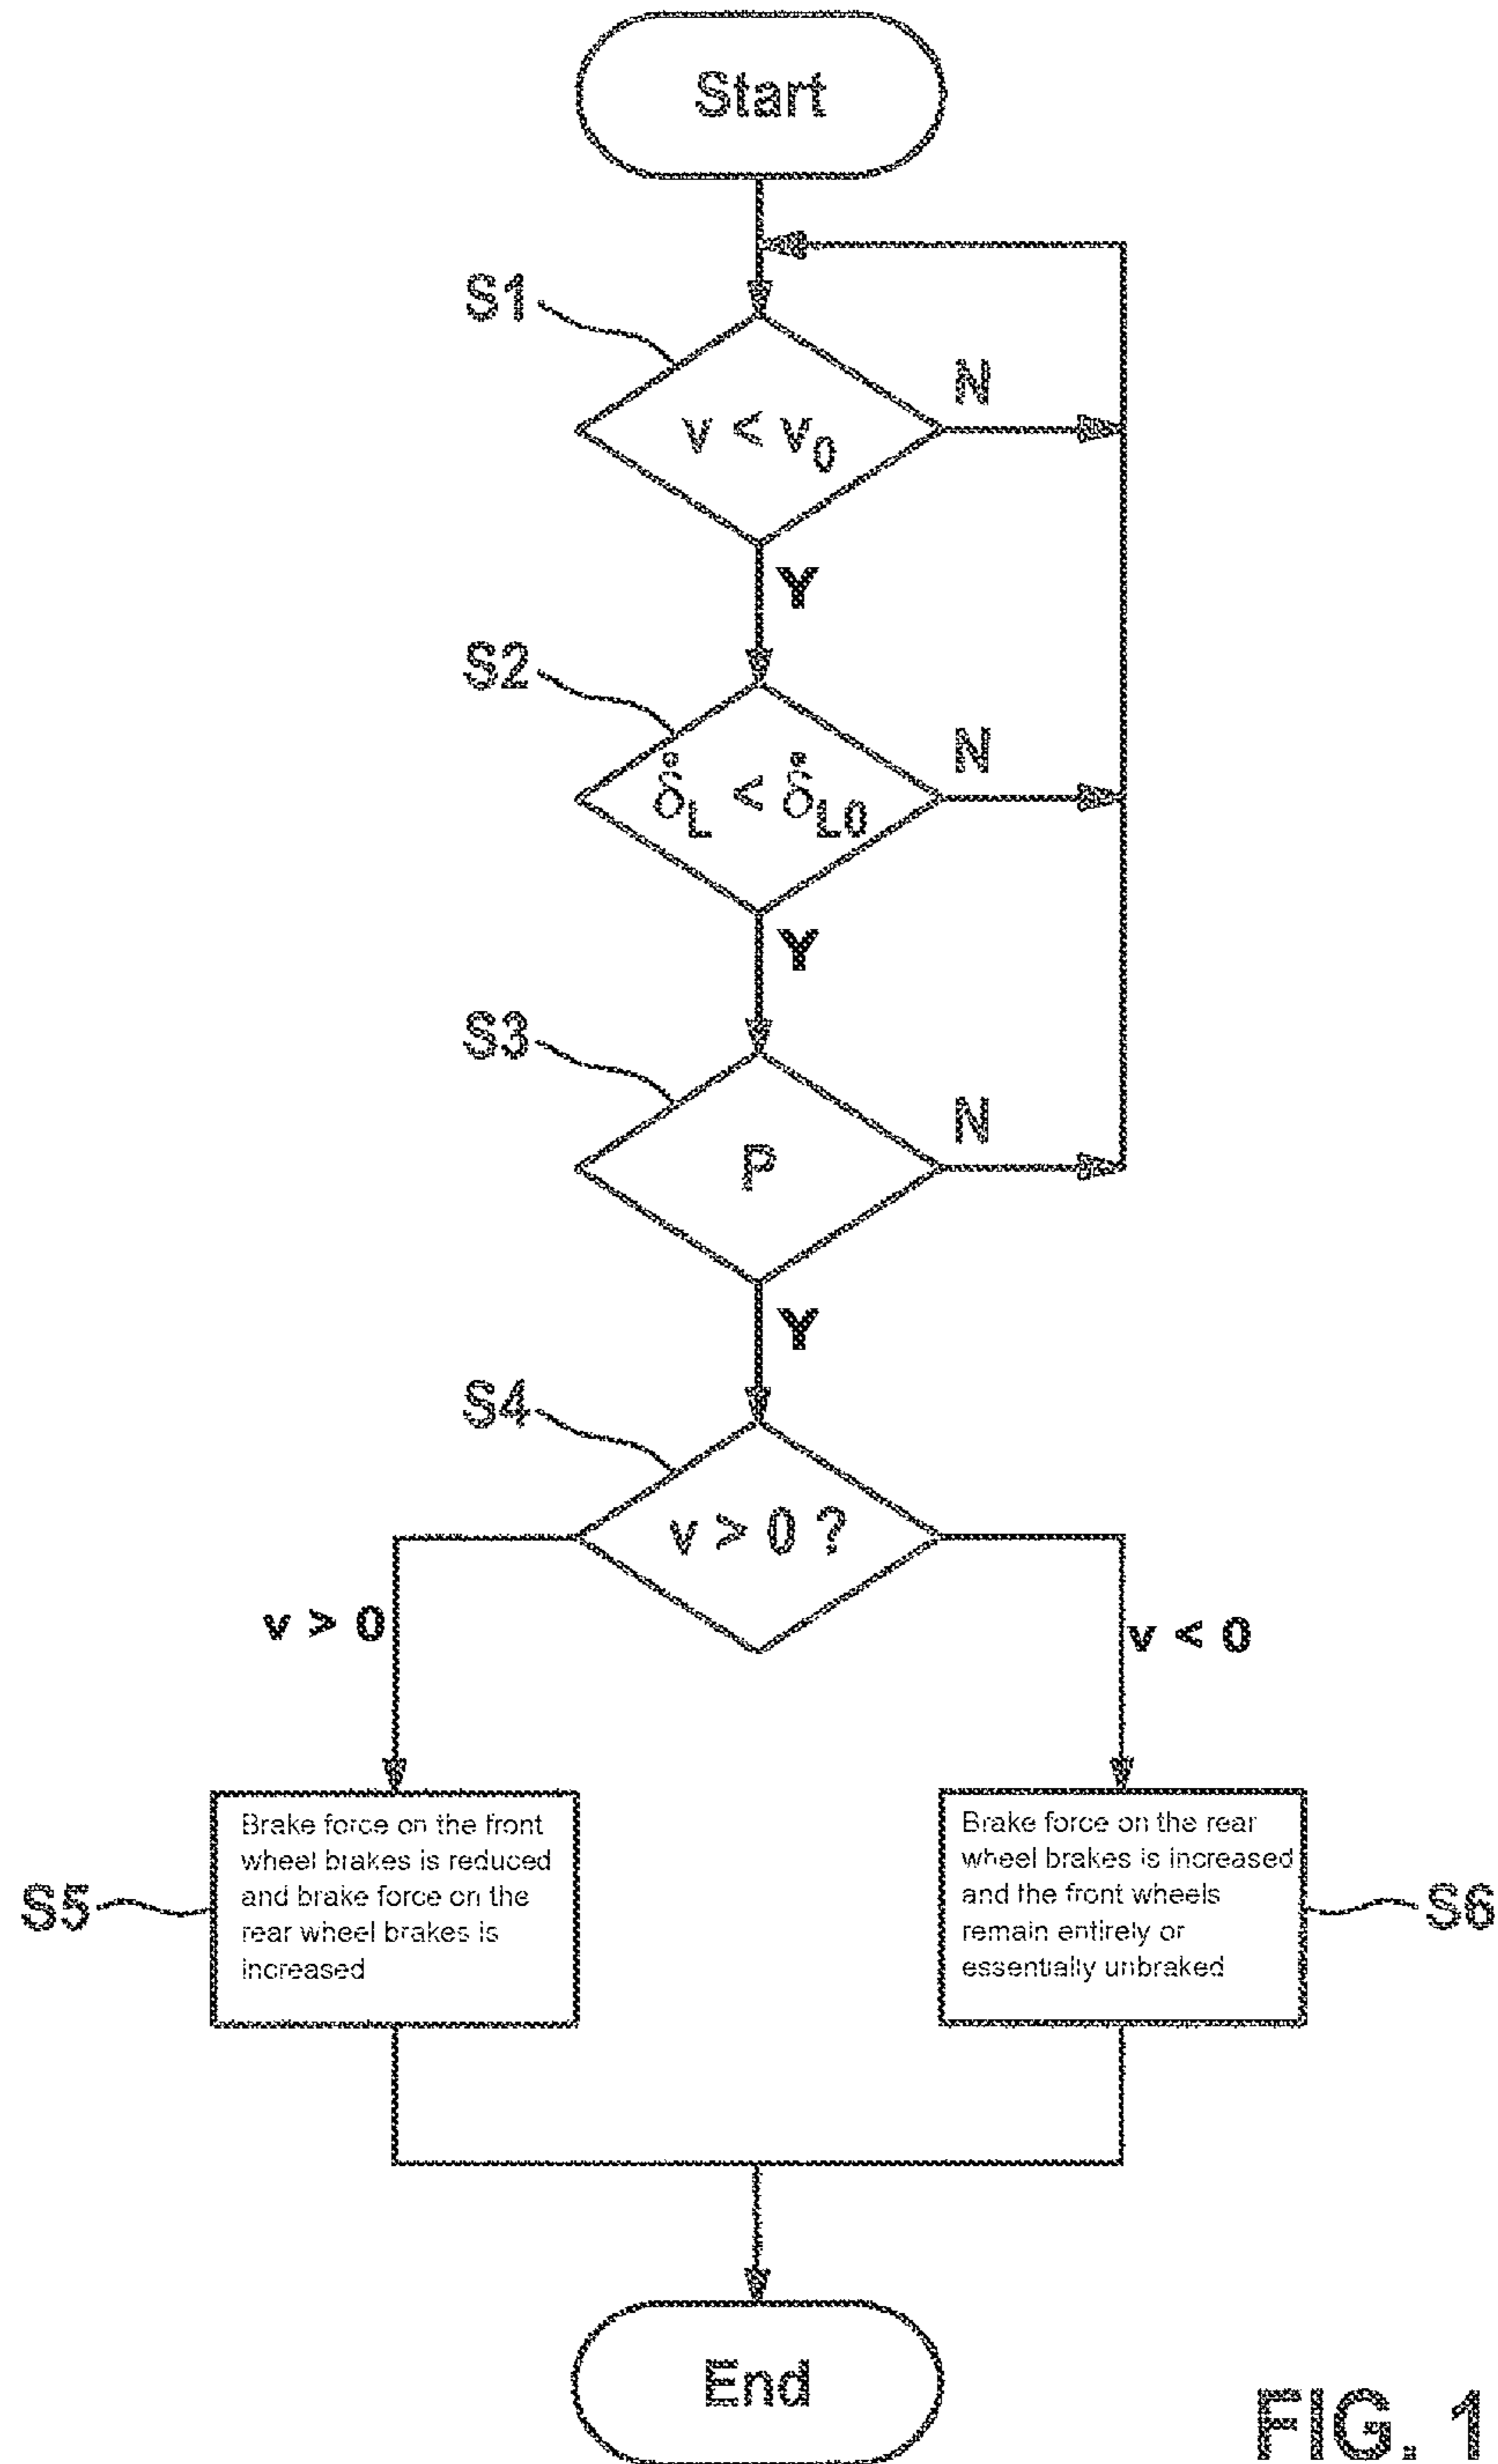 Start
S1
v < v₀
N
Y
S2
δ̊L < δ̊L0
N
Y
S3
P
N
Y
S4
v > 0 ?
v > 0
v < 0
Brake force on the front
wheel brakes is reduced
and brake force on the
rear wheel brakes is
increased
S5
Brake force on the rear
wheel brakes is increased
and the front wheels
remain entirely or
essentially unbraked
S6
End
FIG. 1